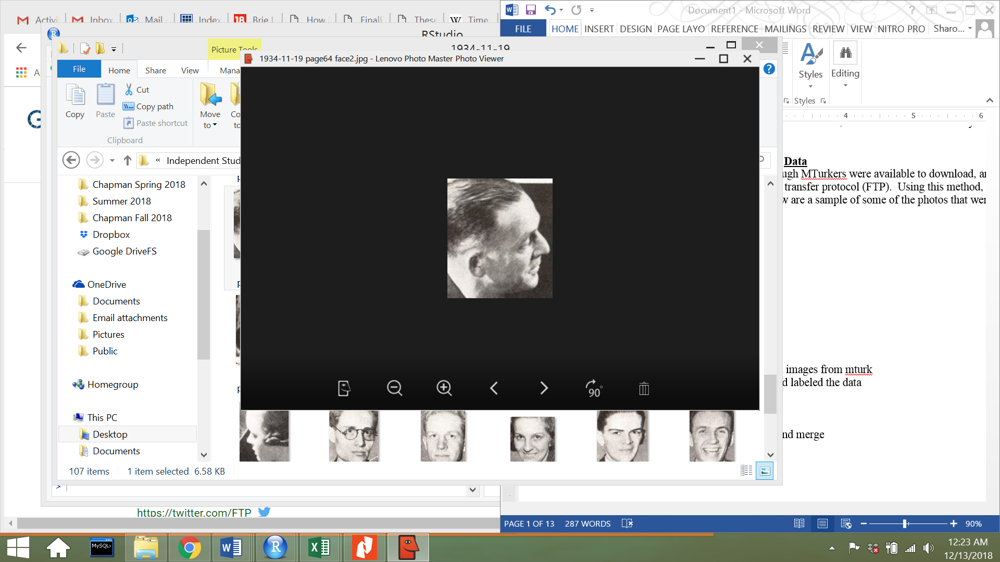 Activi
Inbox
Mail -
Index
18
Brie L
How
FinalP
These
W
Time
Document1 - Microsoft Word
FILE
HOME
INSERT
DESIGN
PAGE LAYO
REFERENCE
MAILINGS
REVIEW
VIEW
NITRO PRO
Sharo...
RStudio
Picture Tools
1934-11-19
1934-11-19 page64 face2.jpg - Lenovo Photo Master Photo Viewer
File
Home
Share
View
Mana
Copy
Paste
Cut
Copy path
Paste shortcut
Clipboard
Move
to
Co
to
Styles
Editing
Styles
4
5
6
« Independent Stud
Chapman Spring 2018
Summer 2018
Chapman Fall 2018
Dropbox
Google DriveFS
OneDrive
Documents
Email attachments
Pictures
Public
Homegroup
This PC
Desktop
Documents
90°
Data
ugh MTurkers were available to download, an
transfer protocol (FTP). Using this method,
w are a sample of some of the photos that wer
images from mturk
d labeled the data
nd merge
107 items
1 item selected 6.58 KB
>
https://twitter.com/FTP
PAGE 1 OF 13
287 WORDS
90%
MySQL>
12:23 AM
12/13/2018